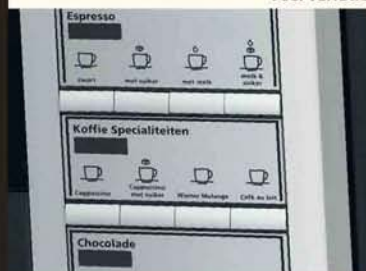 Espresso
zwart met suiker met melk melk &
suiker
Koffie Specialiteiten
Cappuccino Cappuccino Wiener Melange Café au lait
met suiker
Chocolade